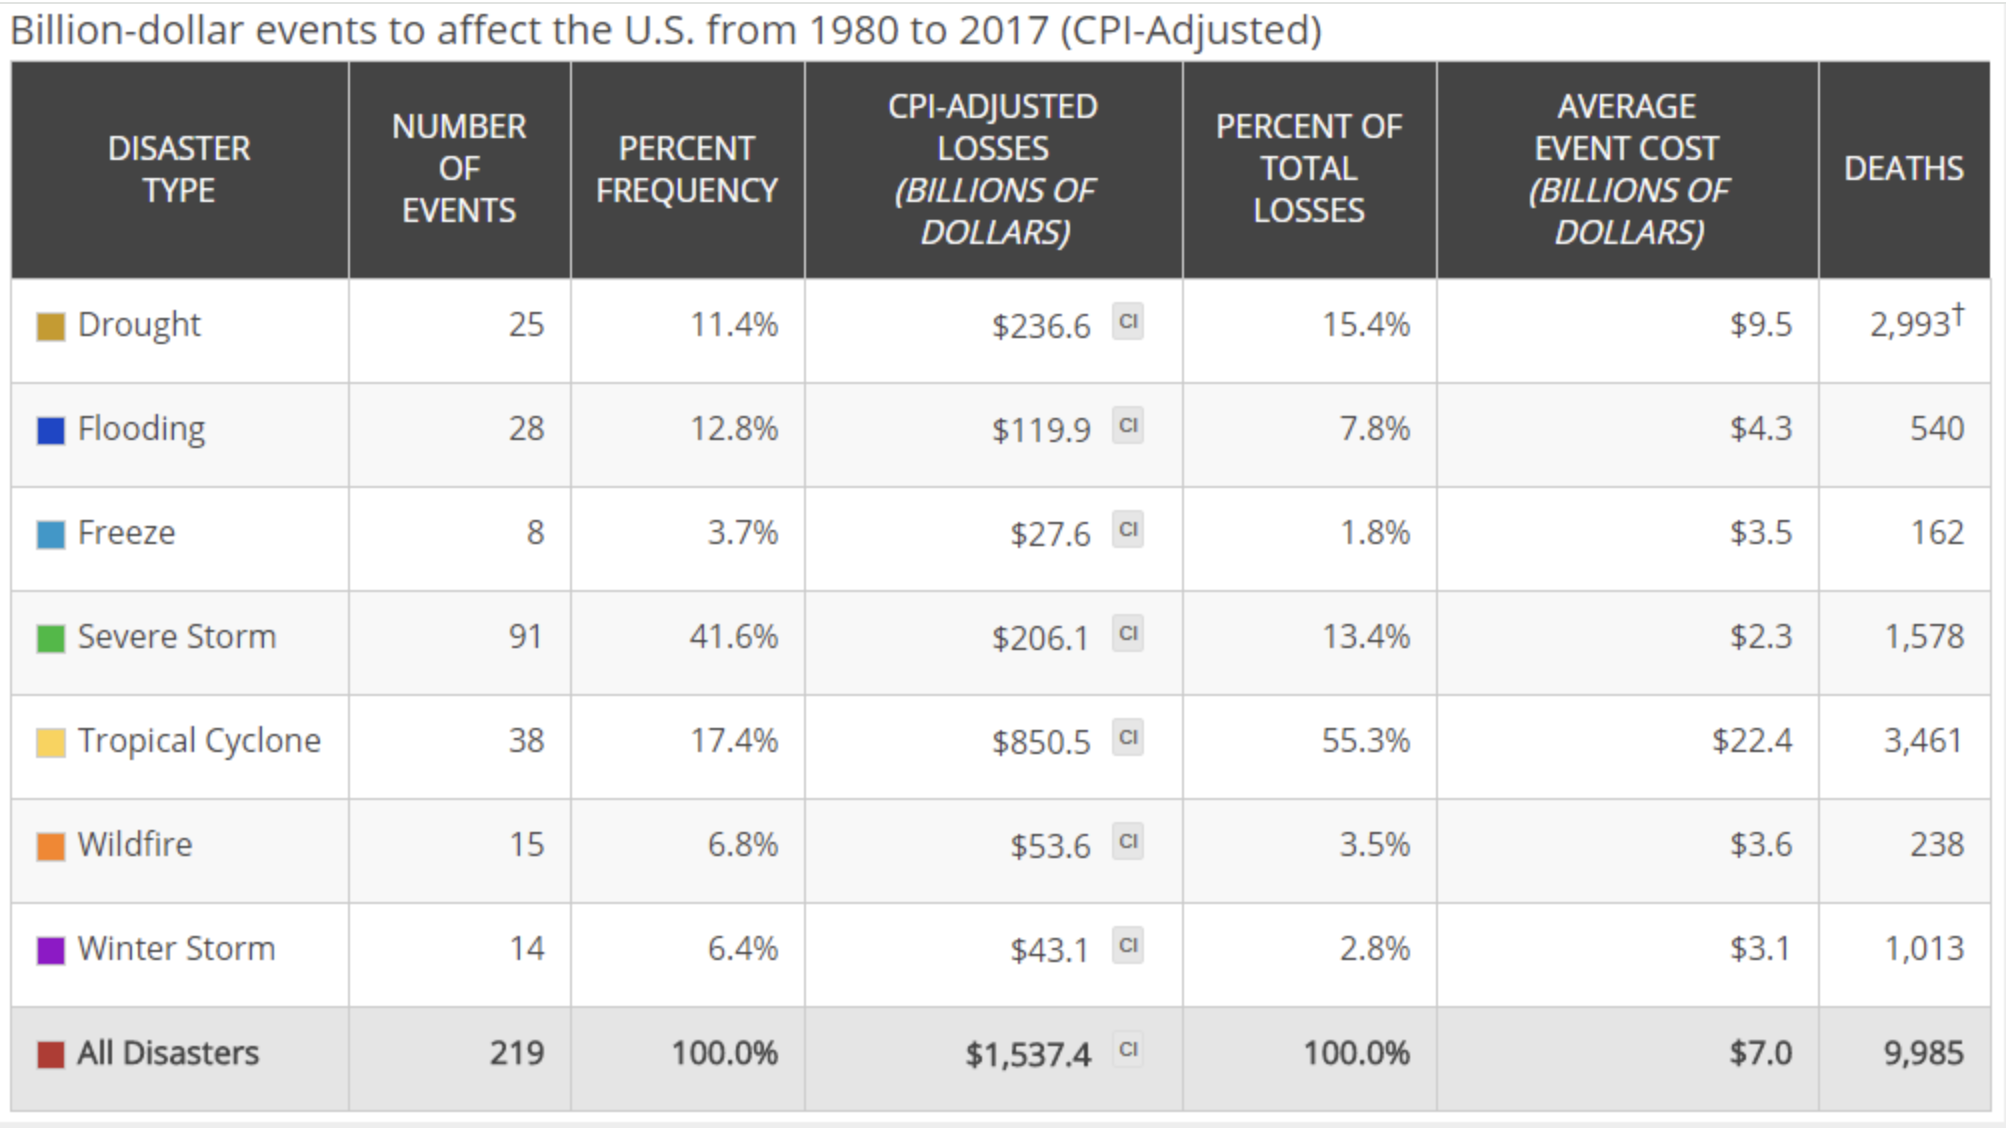 Billion-dollar events to affect the U.S. from 1980 to 2017 (CPI-Adjusted)
DISASTER TYPE NUMBER OF EVENTS PERCENT FREQUENCY CPI-ADJUSTED LOSSES (BILLIONS OF DOLLARS) PERCENT OF TOTAL LOSSES AVERAGE EVENT COST (BILLIONS OF DOLLARS) DEATHS
Drought 25 11.4% $236.6 CI 15.4% $9.5 2,993†
Flooding 28 12.8% $119.9 CI 7.8% $4.3 540
Freeze 8 3.7% $27.6 CI 1.8% $3.5 162
Severe Storm 91 41.6% $206.1 CI 13.4% $2.3 1,578
Tropical Cyclone 38 17.4% $850.5 CI 55.3% $22.4 3,461
Wildfire 15 6.8% $53.6 CI 3.5% $3.6 238
Winter Storm 14 6.4% $43.1 CI 2.8% $3.1 1,013
All Disasters 219 100.0% $1,537.4 CI 100.0% $7.0 9,985